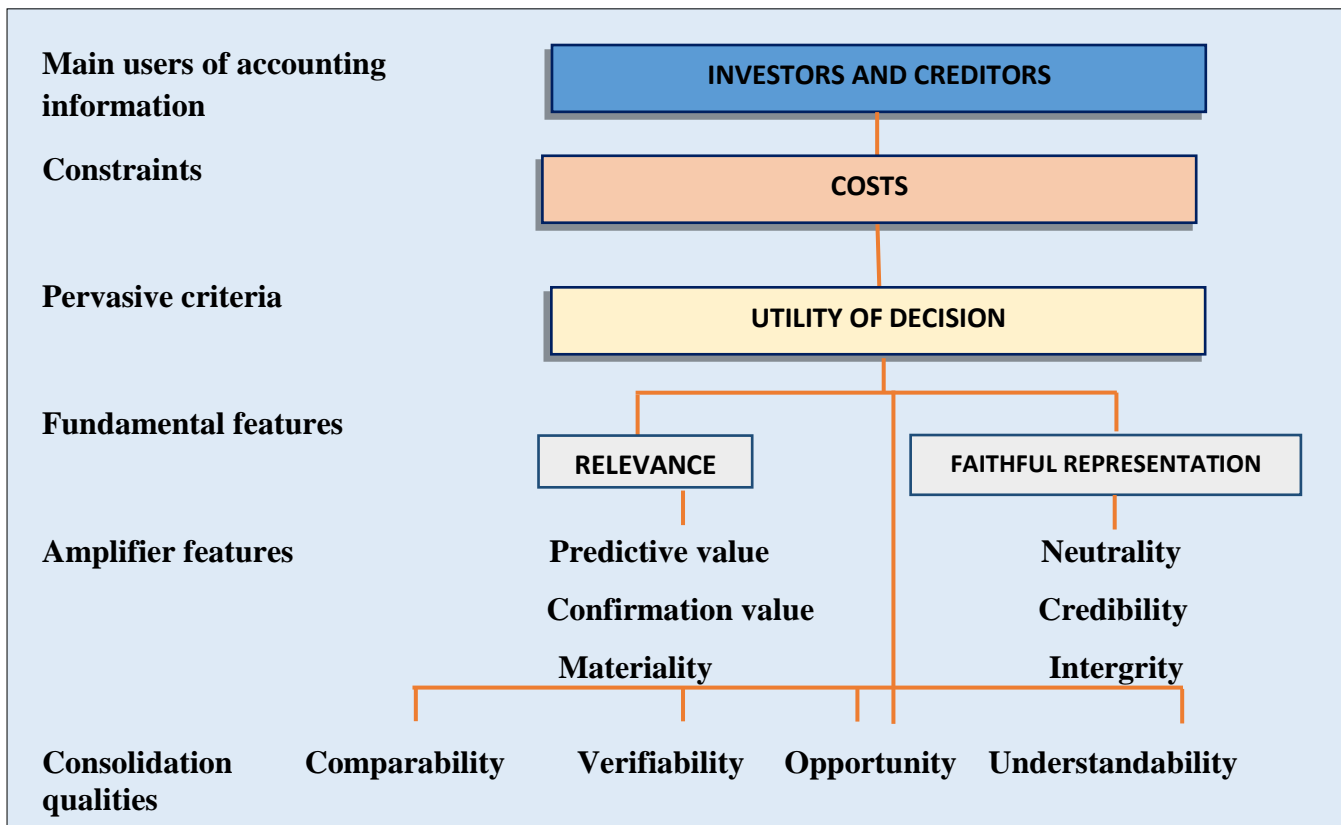 Main users of accounting
information
INVESTORS AND CREDITORS
Constraints
COSTS
Pervasive criteria
UTILITY OF DECISION
Fundamental features
RELEVANCE
FAITHFUL REPRESENTATION
Amplifier features
Predictive value
Neutrality
Confirmation value
Credibility
Materiality
Intergrity
Consolidation
qualities
Comparability
Verifiability
Opportunity
Understandability